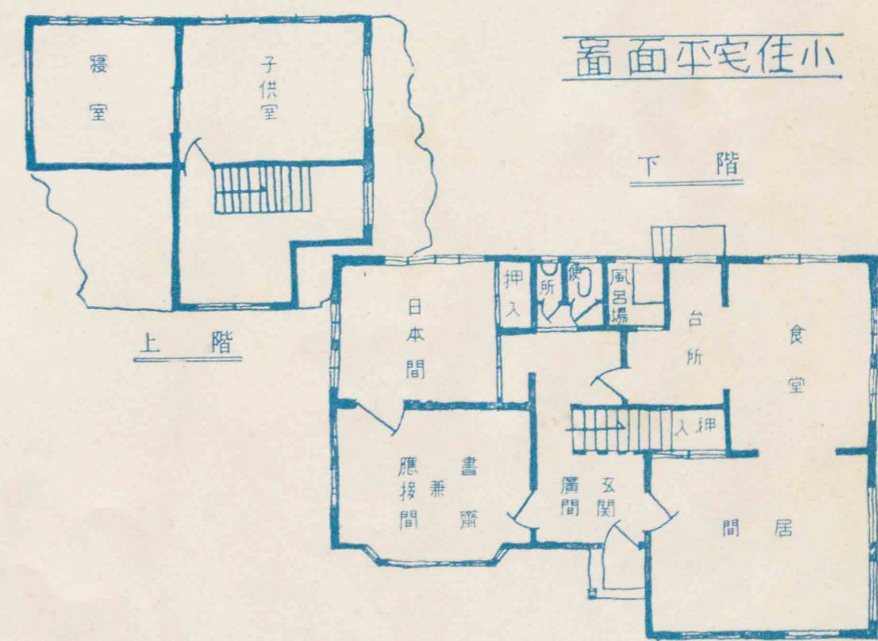 小住宅平面圖
下階
上階
寝室
子供室
日本間
押入
便所
風呂場
台所
食堂
押入
書齋
兼
應接間
玄関
廣間
居間